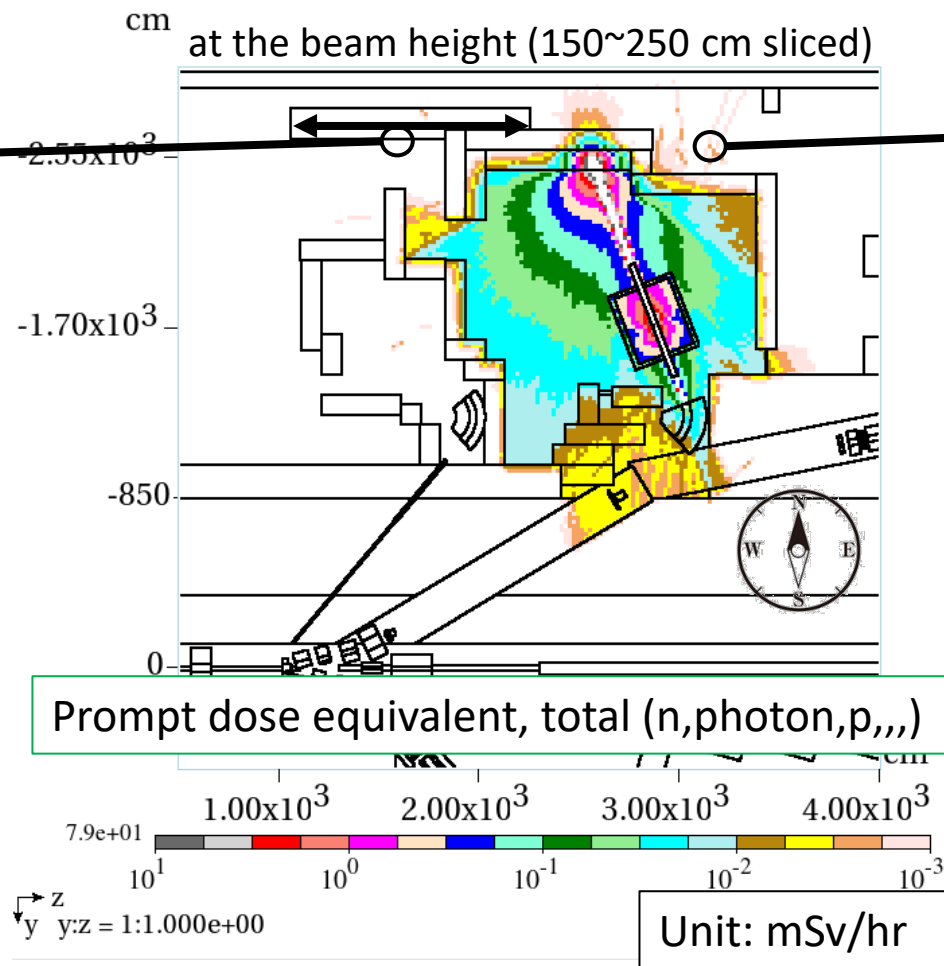 cm
at the beam height (150~250 cm sliced)
-2.55x10³
-1.70x10³
-850
0
N
W E
S
Prompt dose equivalent, total (n,photon,p,,,)
cm
1.00x10³ 2.00x10³ 3.00x10³ 4.00x10³
7.9e+01
10¹ 10⁰ 10⁻¹ 10⁻² 10⁻³
z
y y:z = 1:1.000e+00
Unit: mSv/hr